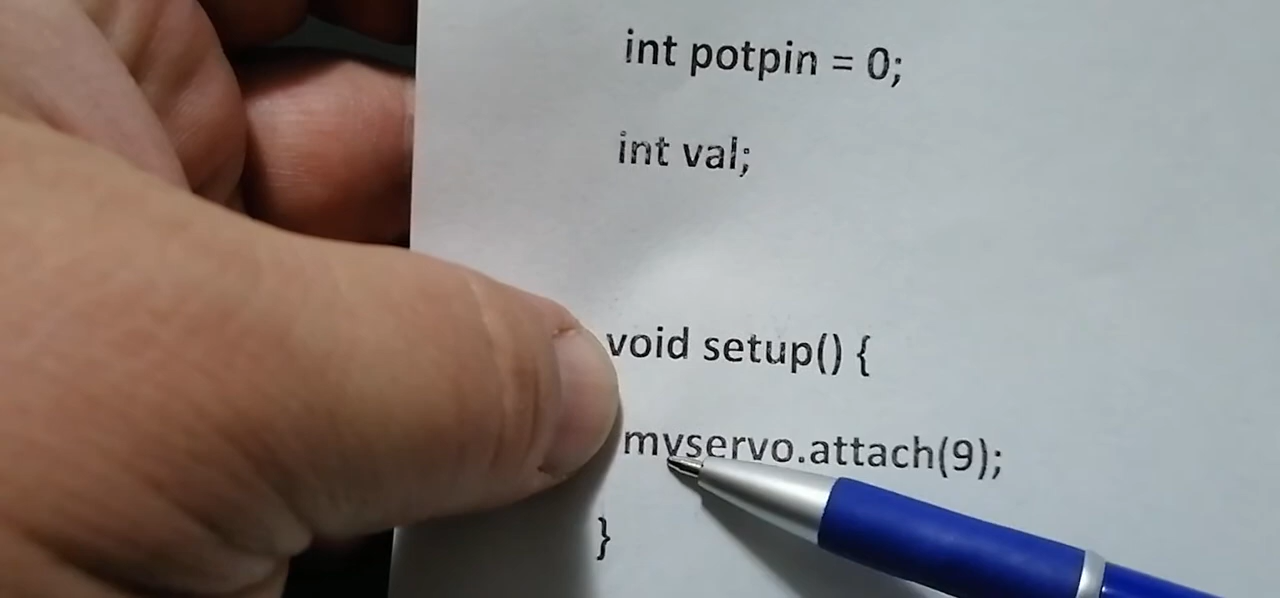 int potpin = 0;
int val;
void setup() {
myservo.attach(9);
}